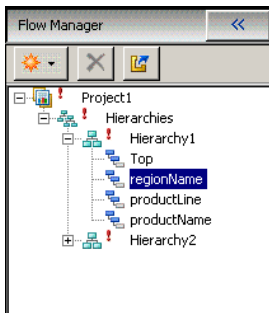 Flow Manager
Project1
Hierarchies
Hierarchy1
Top
regionName
productLine
productName
Hierarchy2